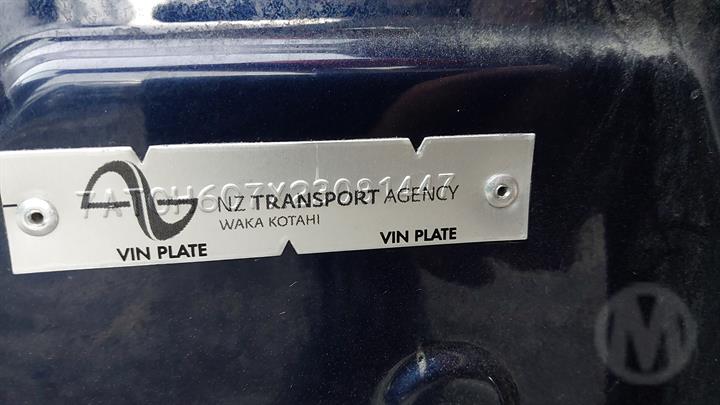 NZ TRANSPORT AGENCY
WAKA KOTAHI
VIN PLATE VIN PLATE
M